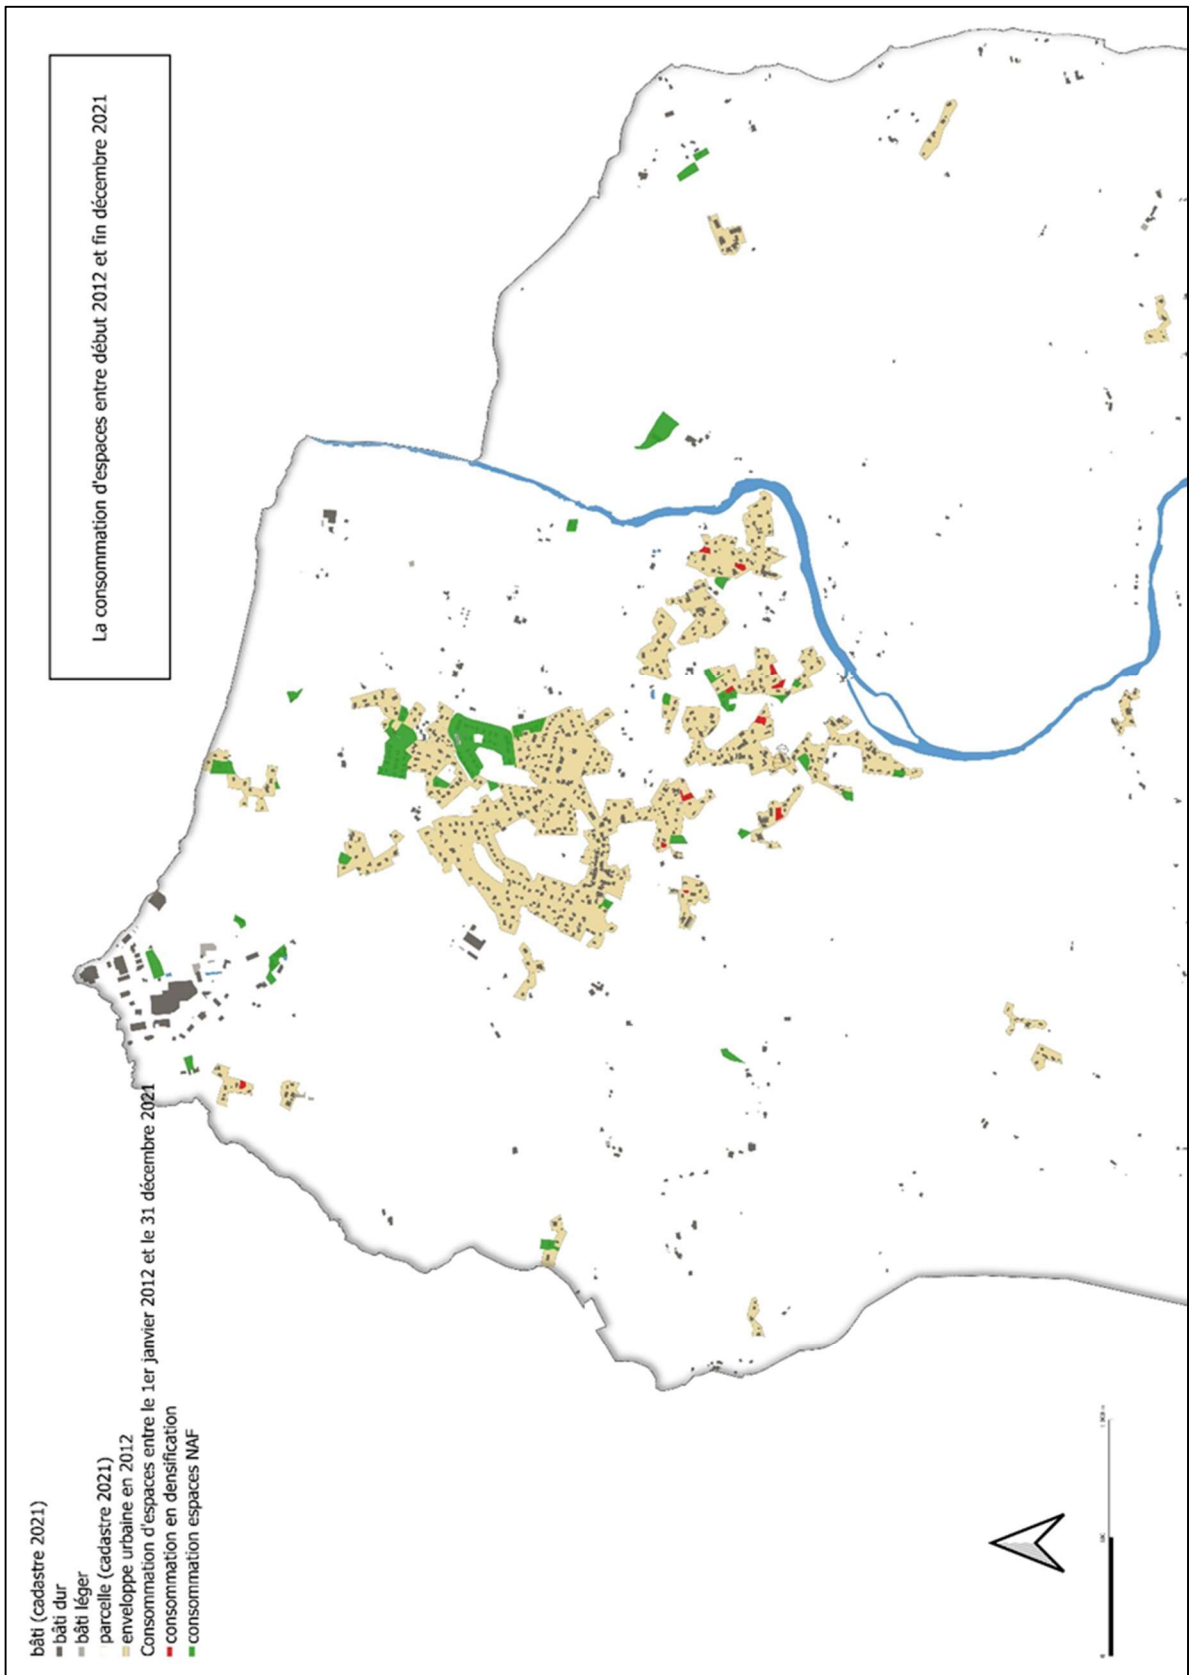 La consommation d'espaces entre début 2012 et fin décembre 2021
bâti (cadastre 2021)
bâti dur
bâti léger
parcelle (cadastre 2021)
enveloppe urbaine en 2012
Consommation d'espaces entre le 1er janvier 2012 et le 31 décembre 2021
consommation en densification
consommation espaces NAF